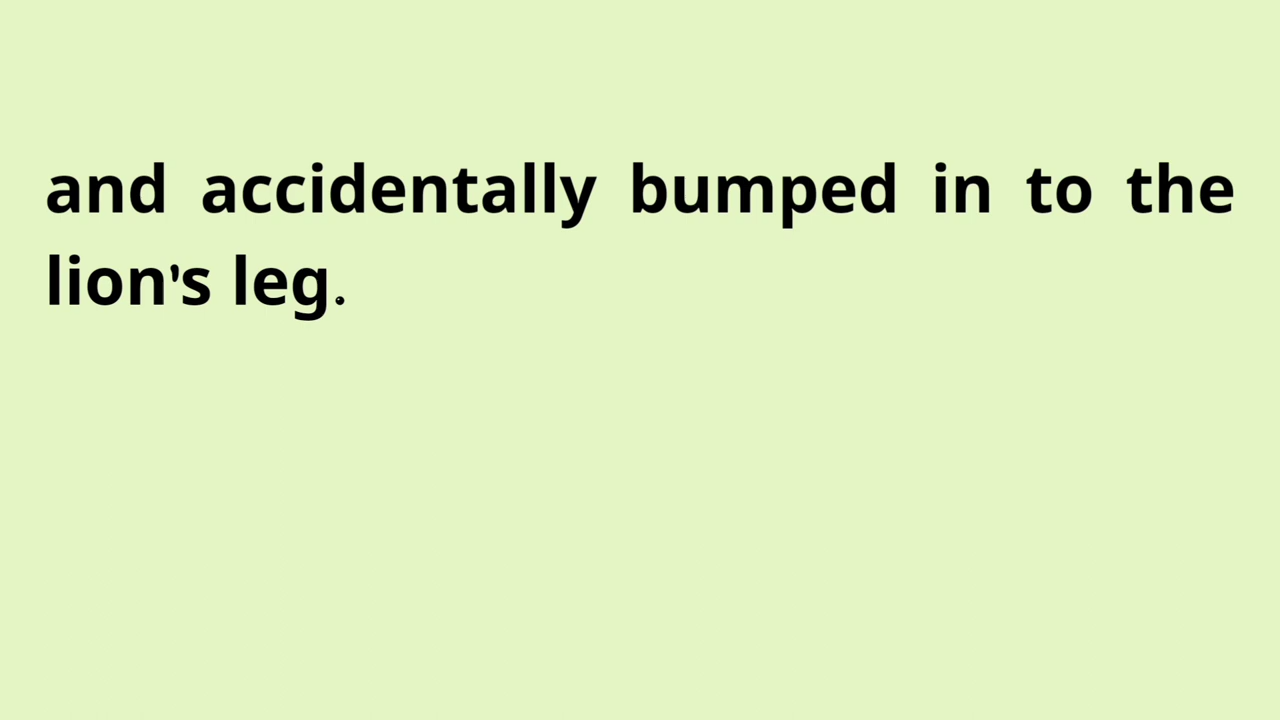 and accidentally bumped in to the
lion's leg.